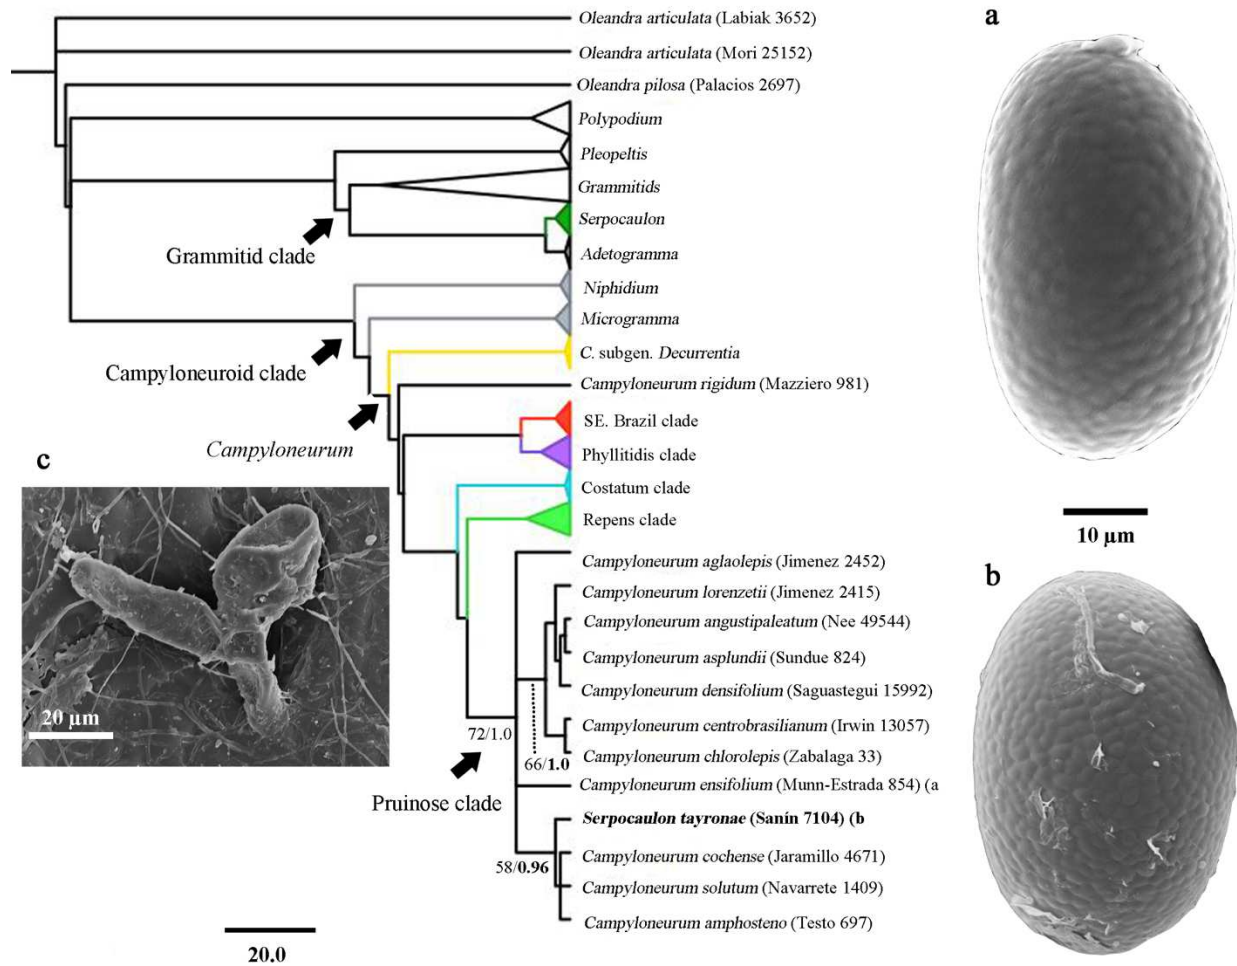 Oleandra articulata (Labiak 3652)
Oleandra articulata (Mori 25152)
Oleandra pilosa (Palacios 2697)
Polypodium
Pleopeltis
Grammitids
Serpocaulon
Grammitid clade
Adetogramma
Niphidium
Microgramma
C. subgen. Decurrentia
Campyloneuroid clade
Campyloneurum rigidum (Mazziero 981)
SE. Brazil clade
Campyloneurum
Phyllitidis clade
Costatum clade
Repens clade
Campyloneurum aglaolepis (Jimenez 2452)
Campyloneurum lorenzetii (Jimenez 2415)
Campyloneurum angustipaleatum (Nee 49544)
Campyloneurum asplundii (Sundue 824)
Campyloneurum densifolium (Saguastegui 15992)
Campyloneurum centrobrasilianum (Irwin 13057)
72/1.0
Campyloneurum chlorolepis (Zabalaga 33)
66/1.0
Campyloneurum ensifolium (Munn-Estrada 854) (a
Pruinose clade
Serpocaulon tayronae (Sanín 7104) (b
Campyloneurum cochense (Jaramillo 4671)
58/0.96
Campyloneurum solutum (Navarrete 1409)
Campyloneurum amphosteno (Testo 697)
20.0
c
20 µm
a
10 µm
b